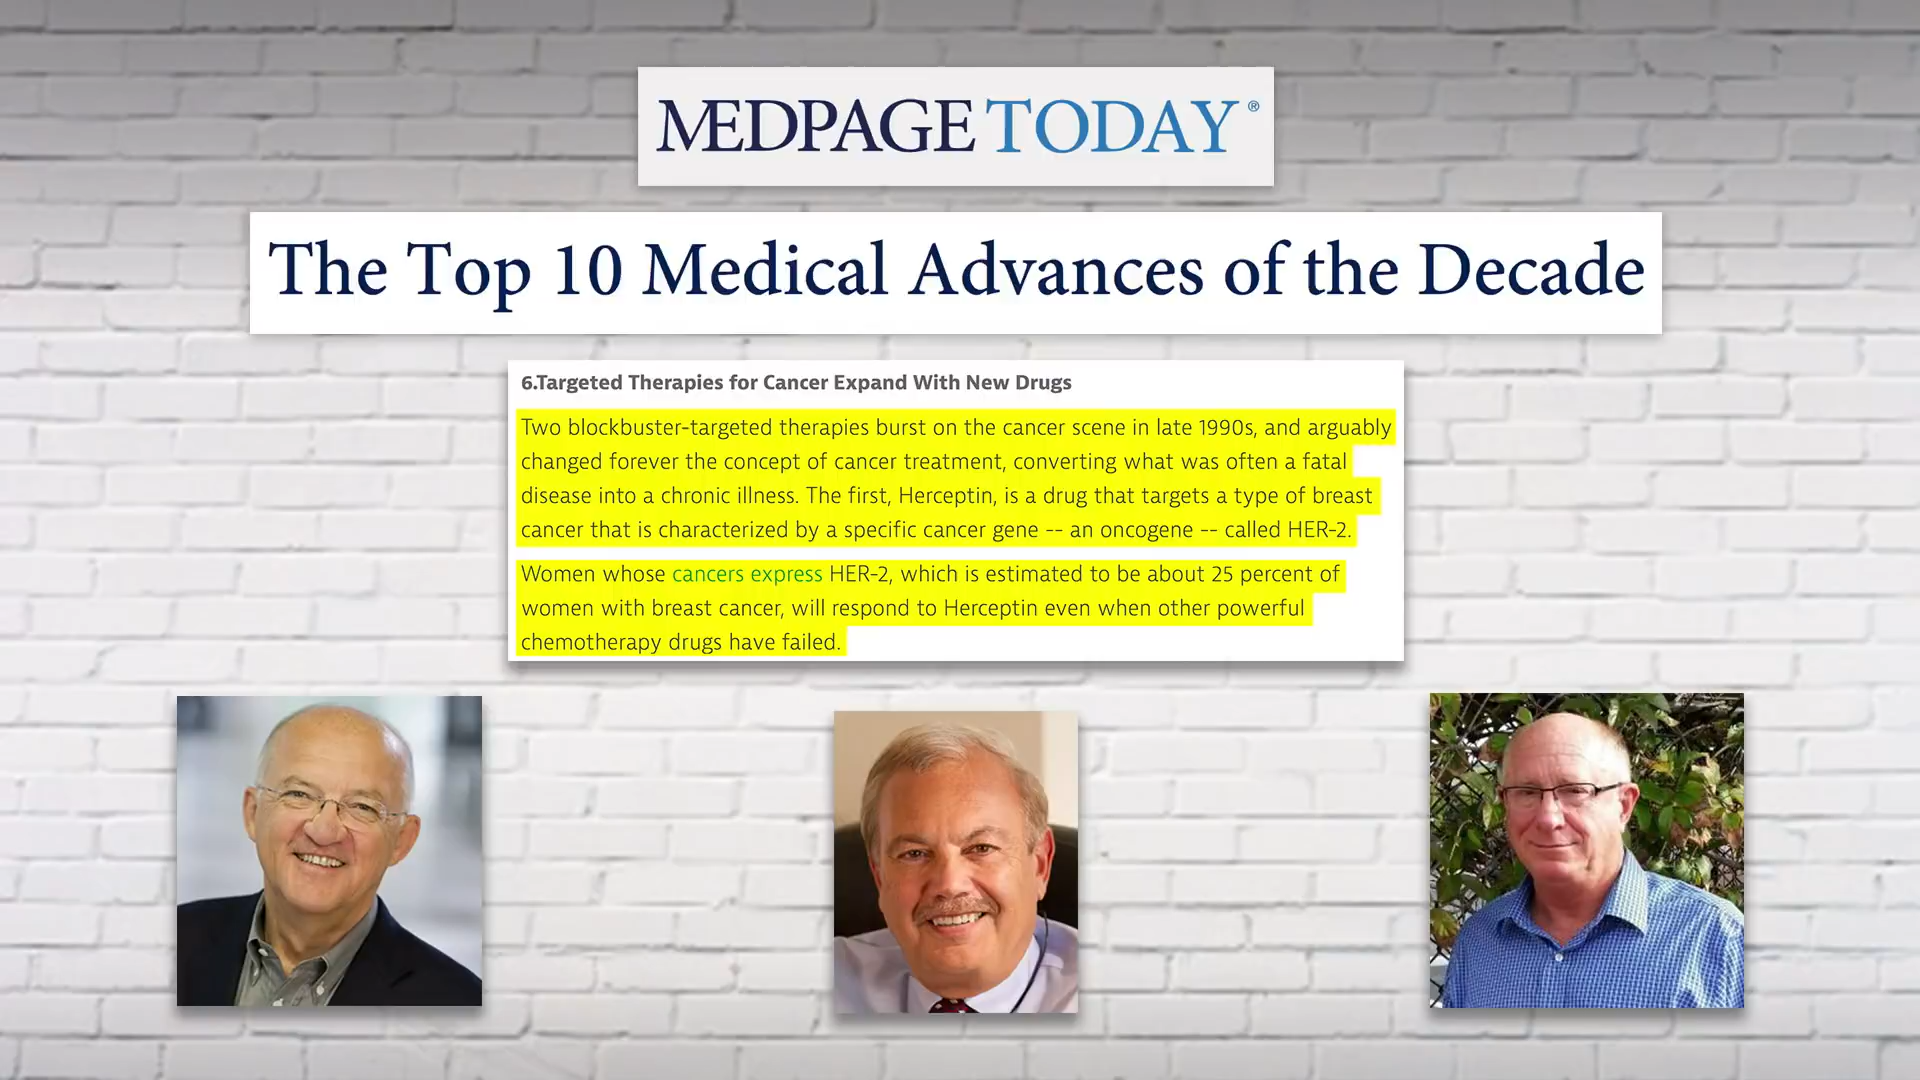 MEDPAGE TODAY®
The Top 10 Medical Advances of the Decade
6.Targeted Therapies for Cancer Expand With New Drugs
Two blockbuster-targeted therapies burst on the cancer scene in late 1990s, and arguably
changed forever the concept of cancer treatment, converting what was often a fatal
disease into a chronic illness. The first, Herceptin, is a drug that targets a type of breast
cancer that is characterized by a specific cancer gene -- an oncogene -- called HER-2.
Women whose cancers express HER-2, which is estimated to be about 25 percent of
women with breast cancer, will respond to Herceptin even when other powerful
chemotherapy drugs have failed.